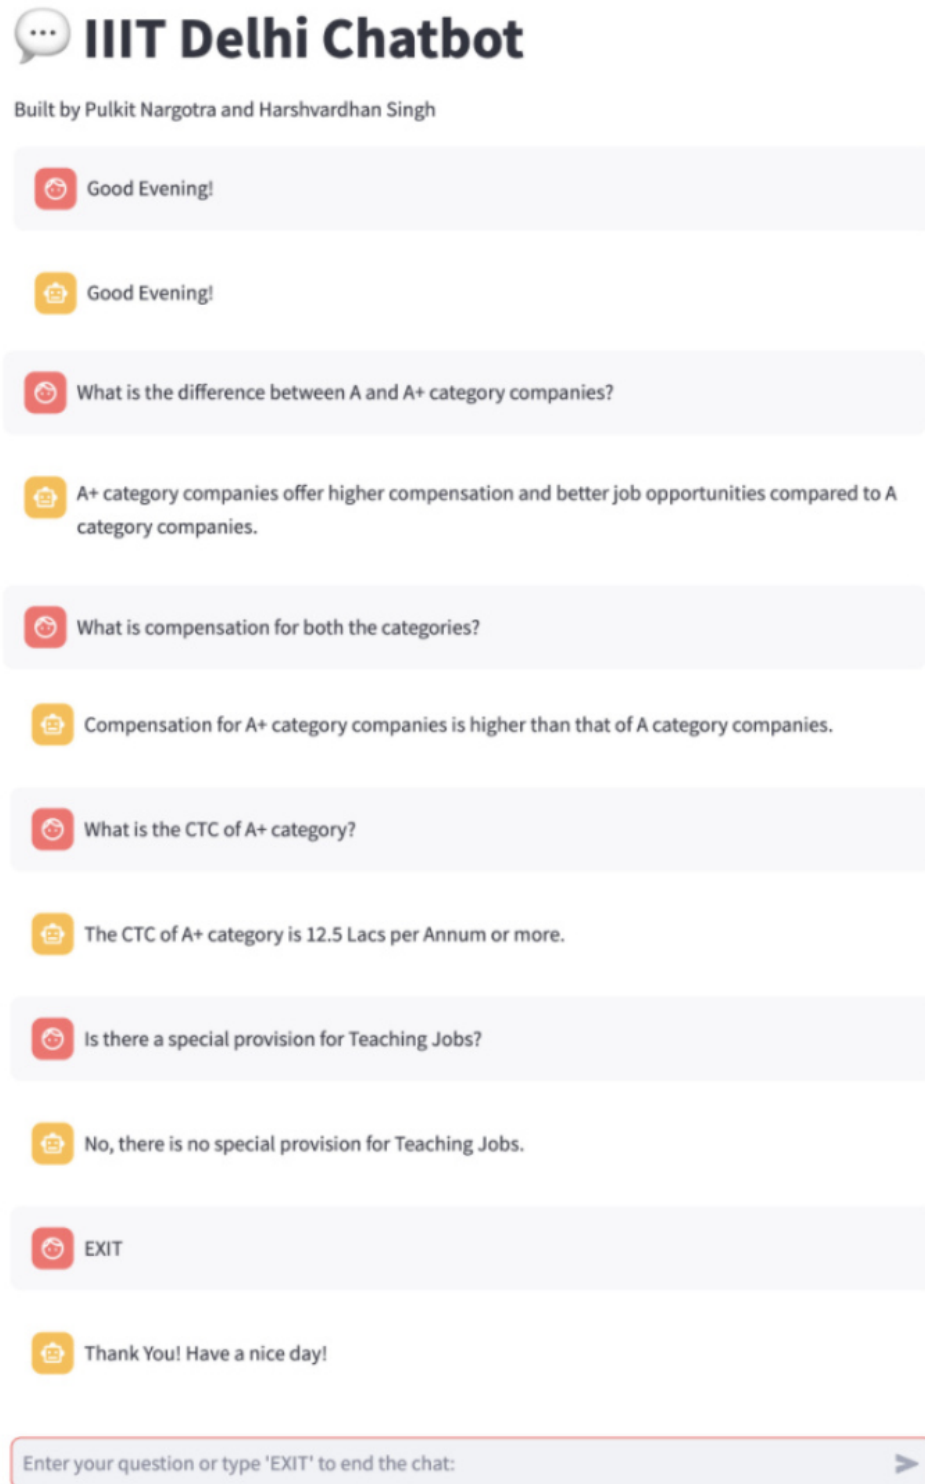 IIIT Delhi Chatbot
Built by Pulkit Nargotra and Harshvardhan Singh
Good Evening!
Good Evening!
What is the difference between A and A+ category companies?
A+ category companies offer higher compensation and better job opportunities compared to A
category companies.
What is compensation for both the categories?
Compensation for A+ category companies is higher than that of A category companies.
What is the CTC of A+ category?
The CTC of A+ category is 12.5 Lacs per Annum or more.
Is there a special provision for Teaching Jobs?
No, there is no special provision for Teaching Jobs.
EXIT
Thank You! Have a nice day!
Enter your question or type 'EXIT' to end the chat: